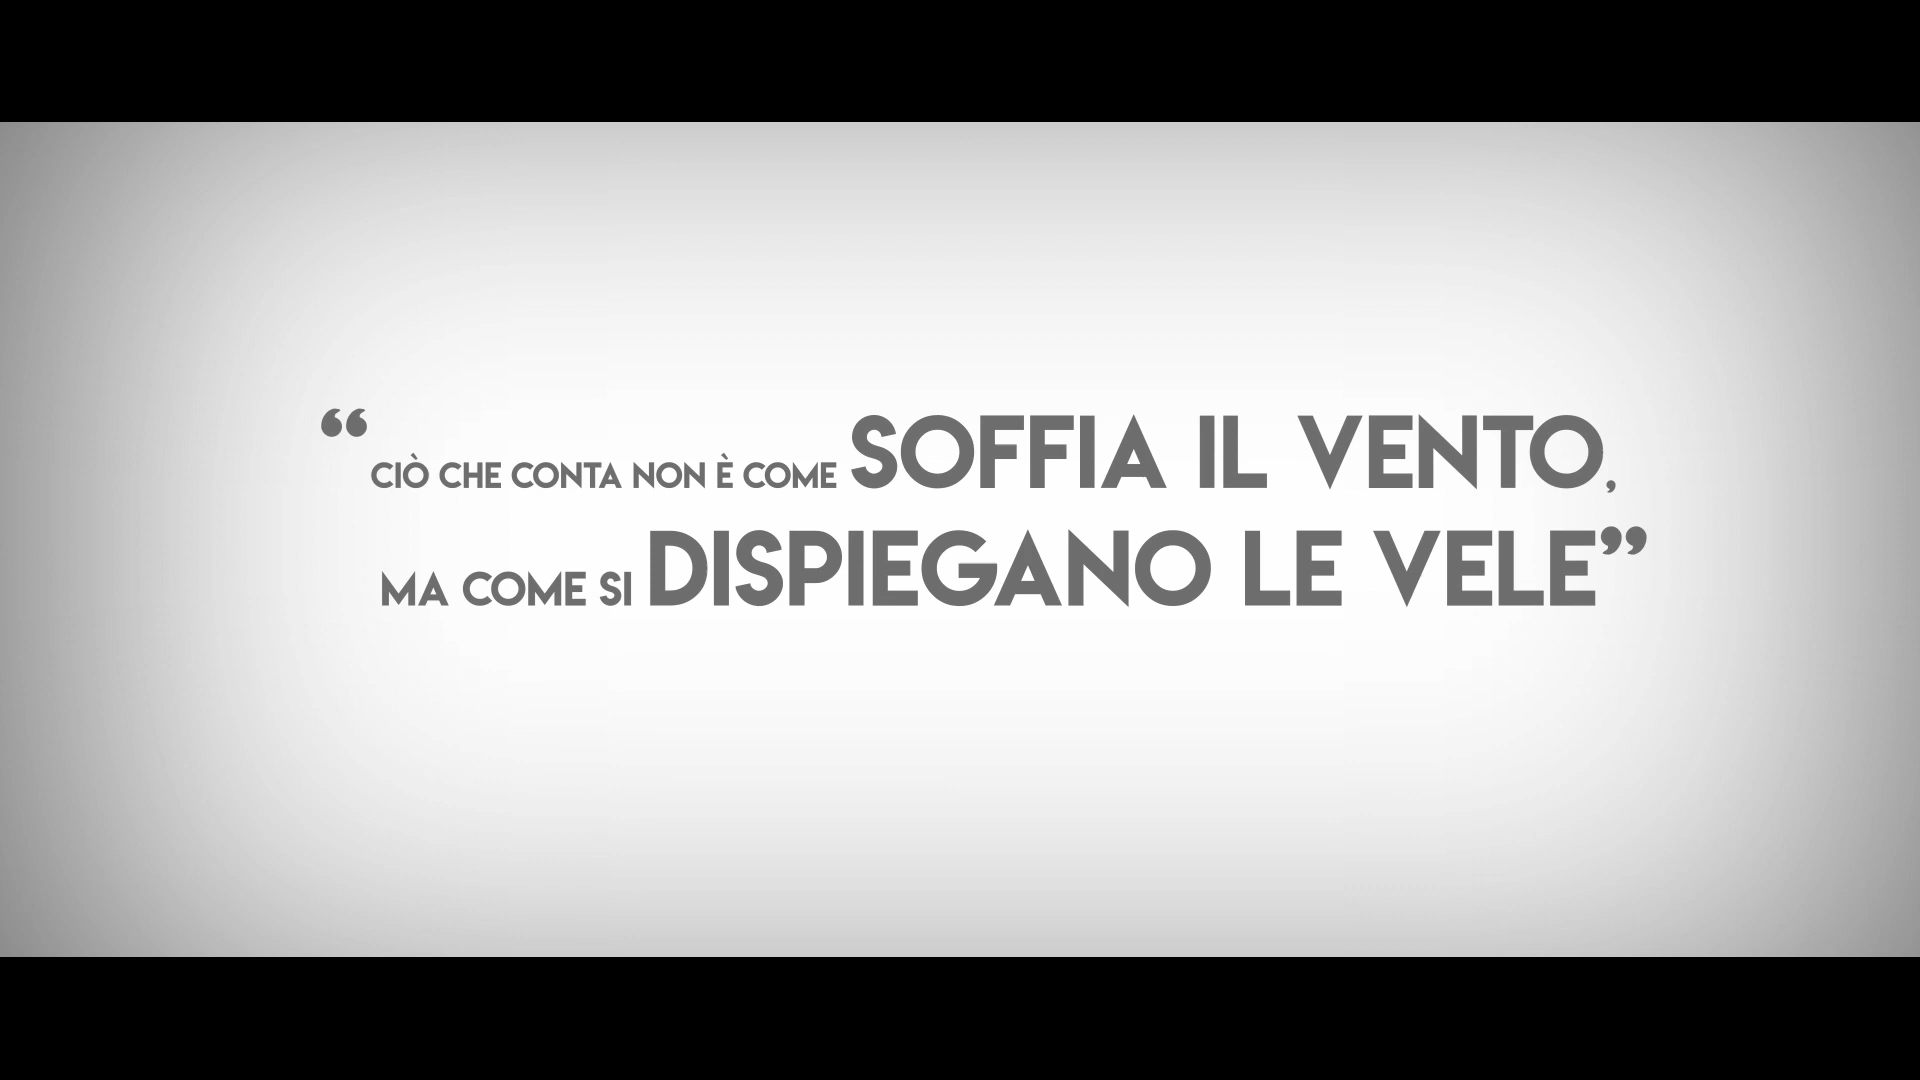 “CIÒ CHE CONTA NON È COME SOFFIA IL VENTO,
MA COME SI DISPIEGANO LE VELE”